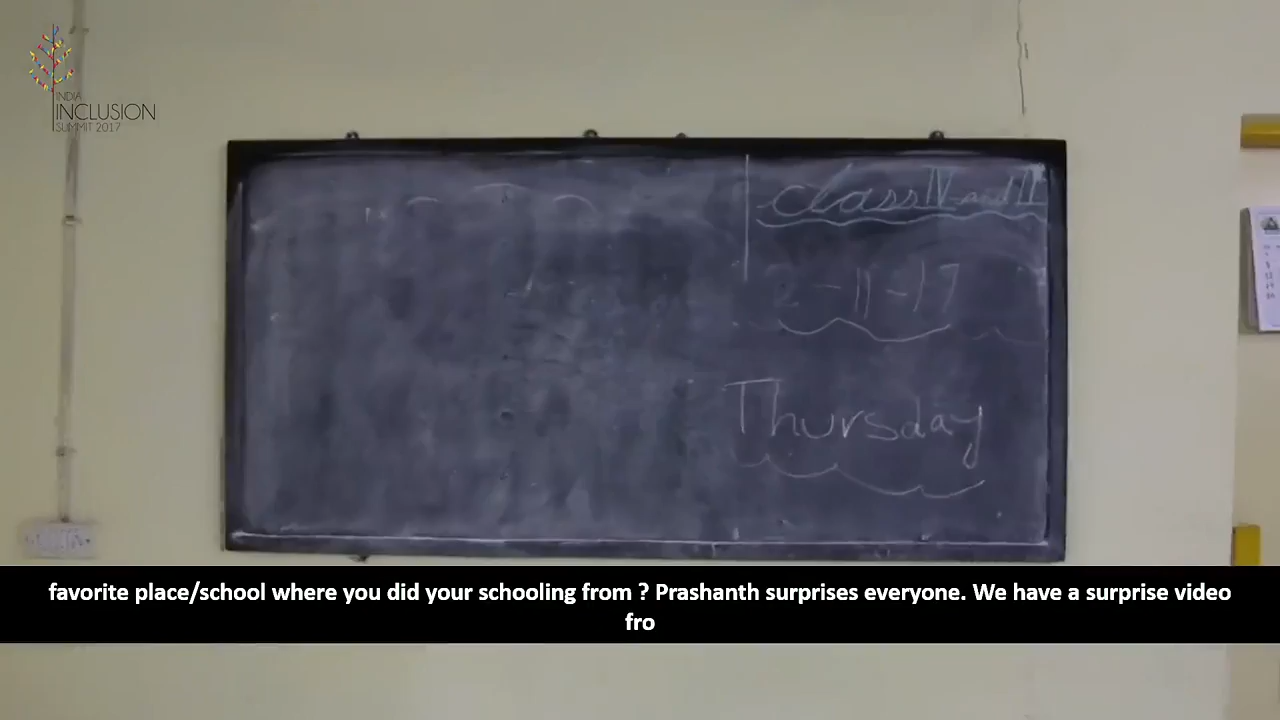 INDIA
INCLUSION
SUMMIT 2017
class IV and II
2-11-17
Thursday
favorite place/school where you did your schooling from ? Prashanth surprises everyone. We have a surprise video
fro